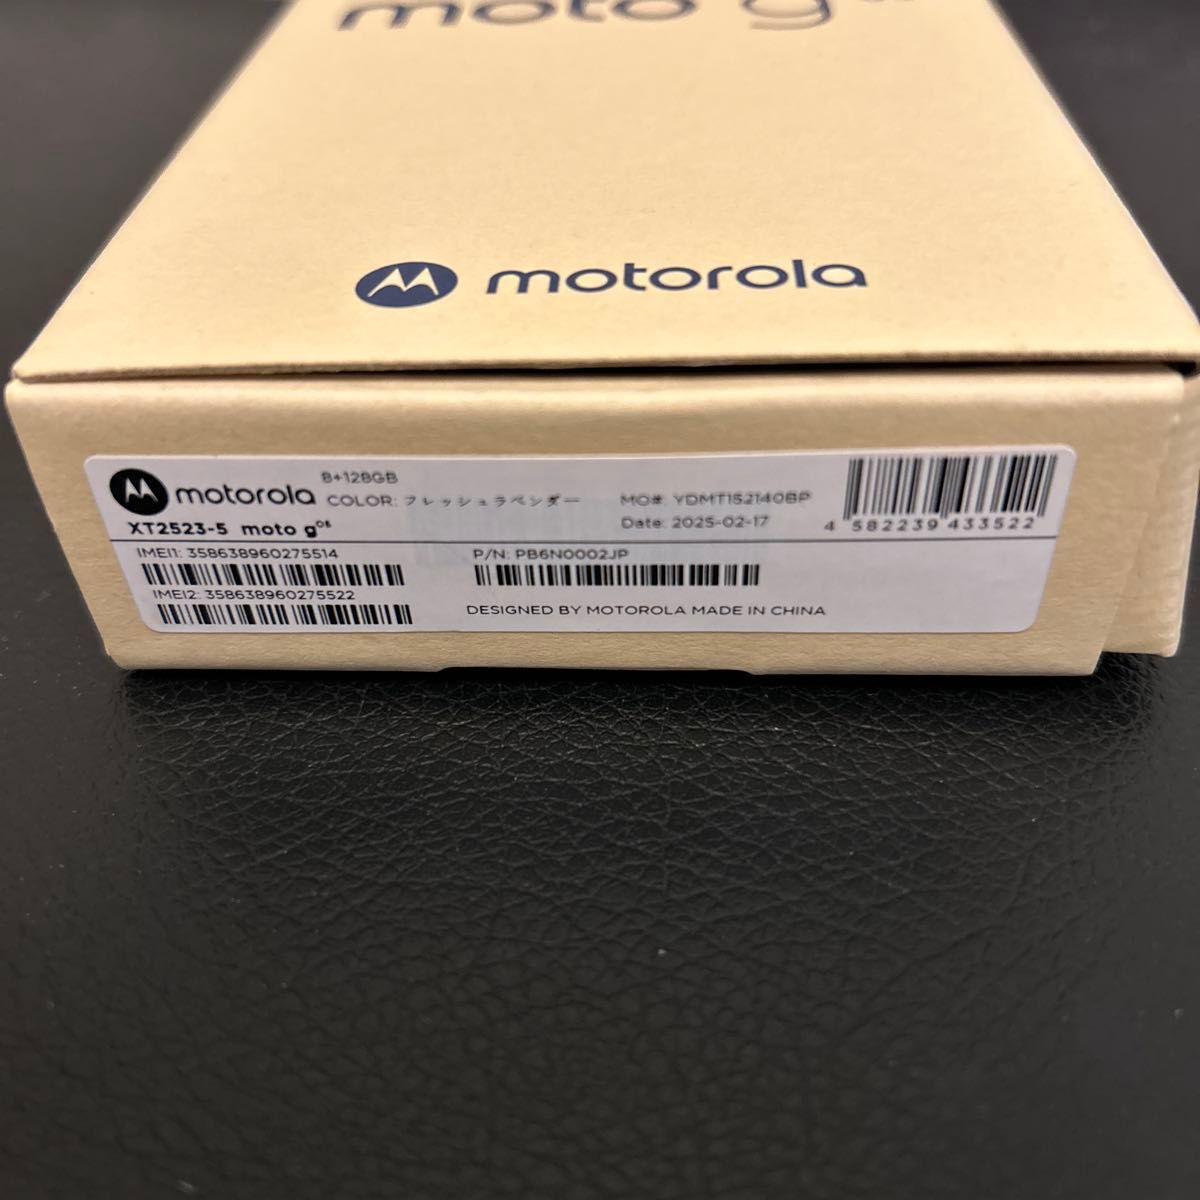 moto g
motorola
motorola
8+128GB
COLOR: フレッシュラベンダー
MO#: YDMT152140BP
XT2523-5 moto g05
Date: 2025-02-17
4 582239 433522
IMEI1: 358638960275514
P/N: PB6N0002JP
IMEI2: 358638960275522
DESIGNED BY MOTOROLA MADE IN CHINA